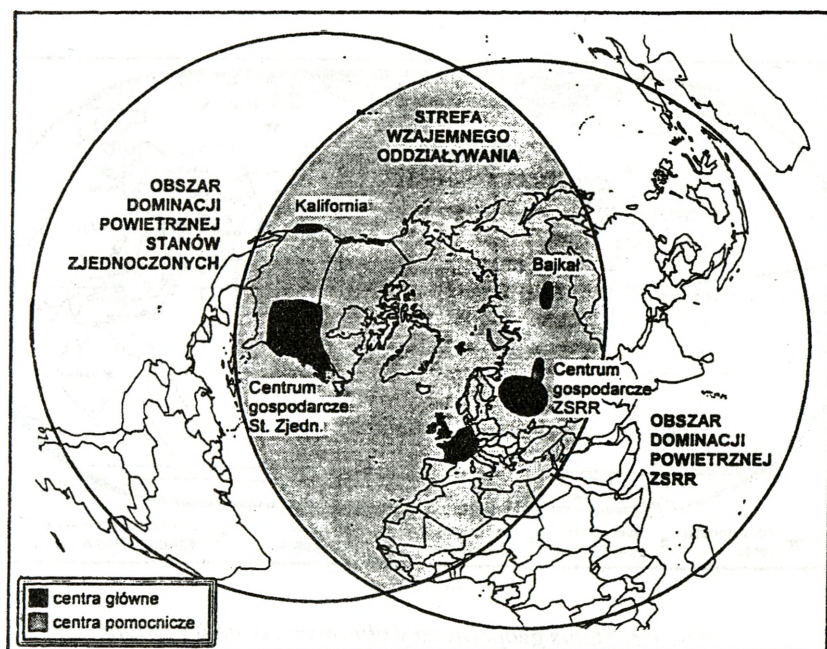 STREFA
WZAJEMNEGO
ODDZIAŁYWANIA
OBSZAR
DOMINACJI
POWIETRZNEJ
STANÓW
ZJEDNOCZONYCH
Kalifornia
Bajkał
Centrum
gospodarcze
St. Zjedn.
Centrum
gospodarcze
ZSRR
OBSZAR
DOMINACJI
POWIETRZNEJ
ZSRR
centra główne
centra pomocnicze